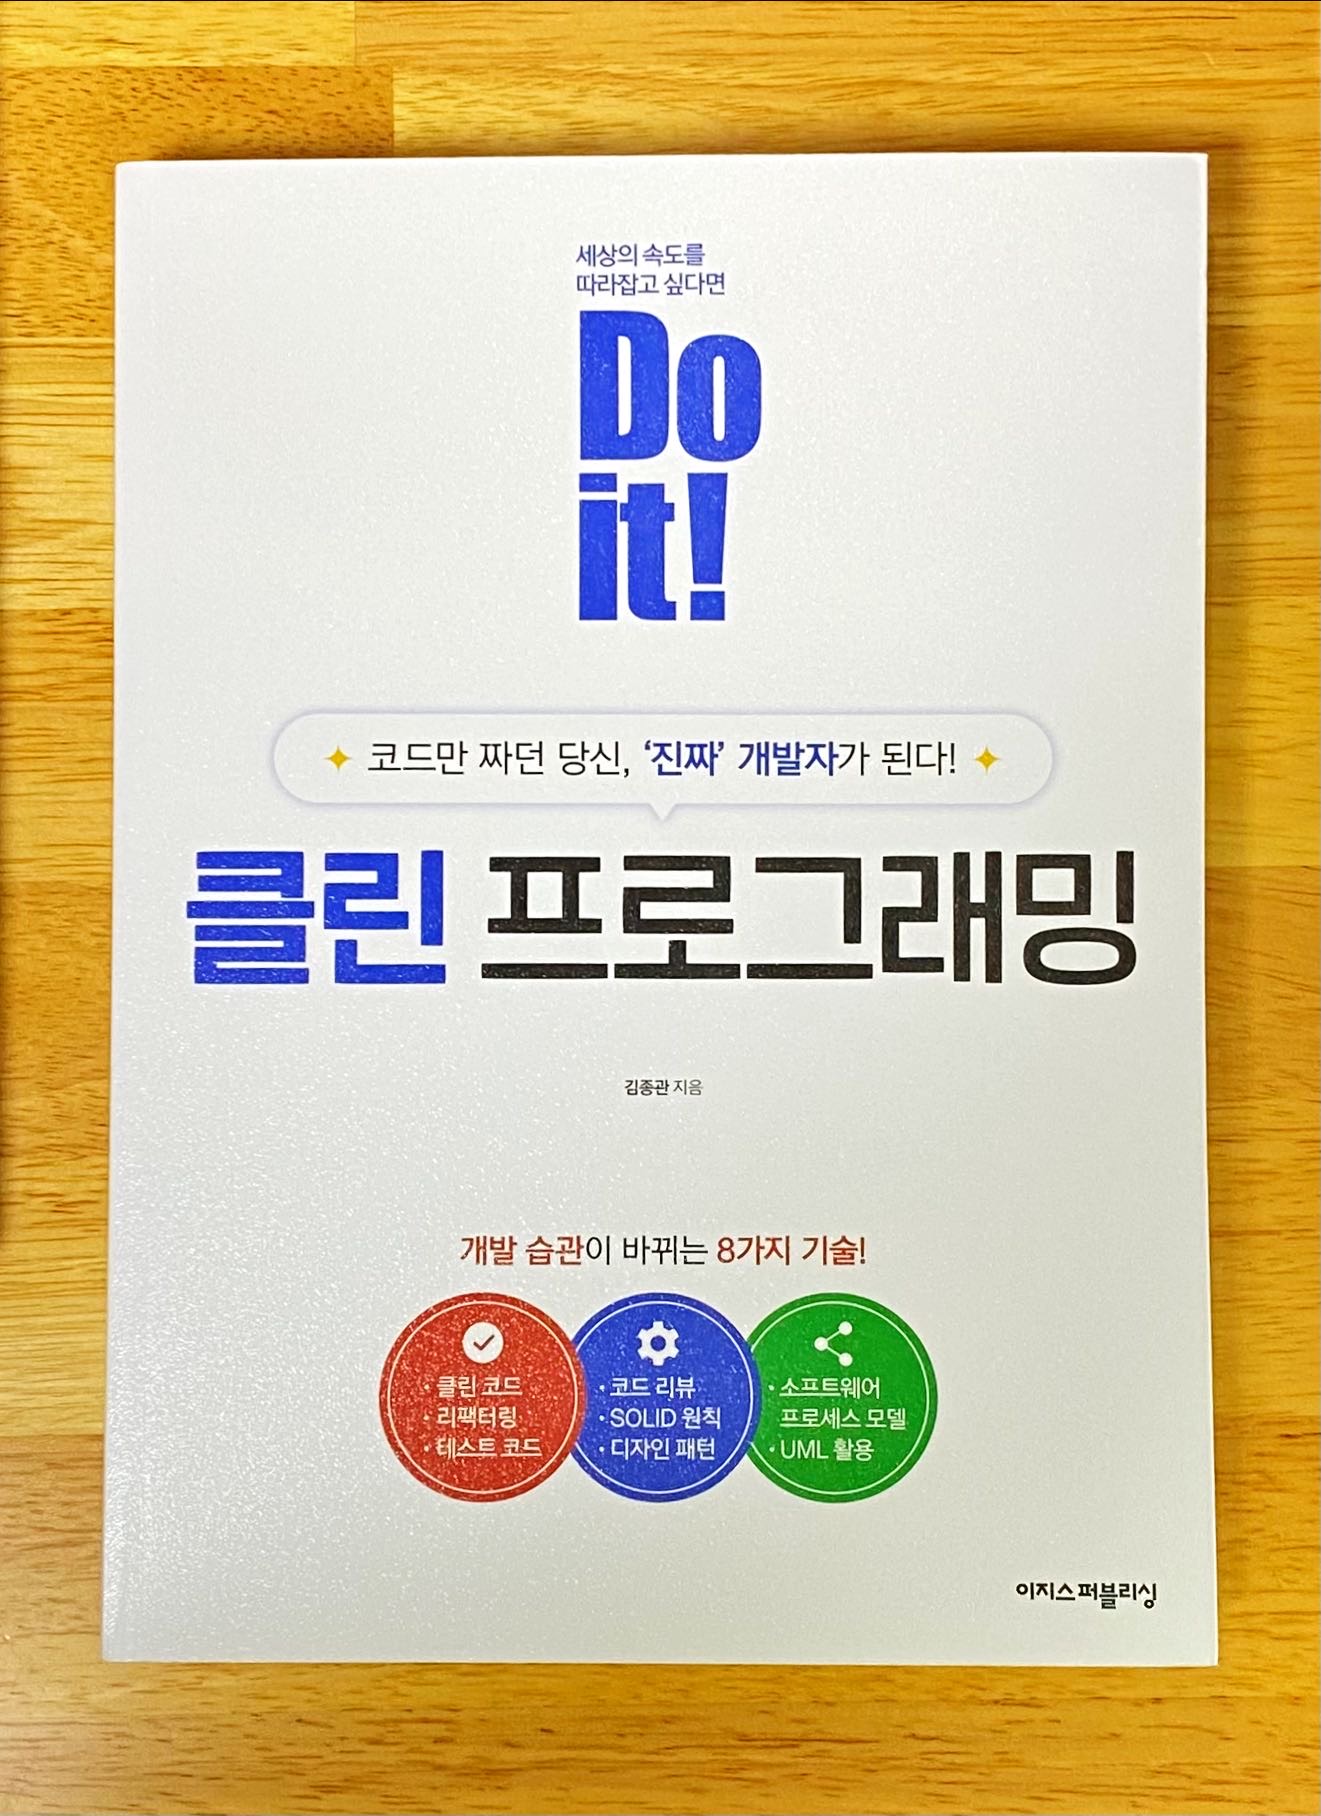 세상의 속도를
따라잡고 싶다면
Do
it!
코드만 짜던 당신, ‘진짜’ 개발자가 된다!
클린 프로그래밍
김종관 지음
개발 습관이 바뀌는 8가지 기술!
· 클린 코드
· 리팩터링
· 테스트 코드
· 코드 리뷰
· SOLID 원칙
· 디자인 패턴
· 소프트웨어
프로세스 모델
· UML 활용
이지스퍼블리싱